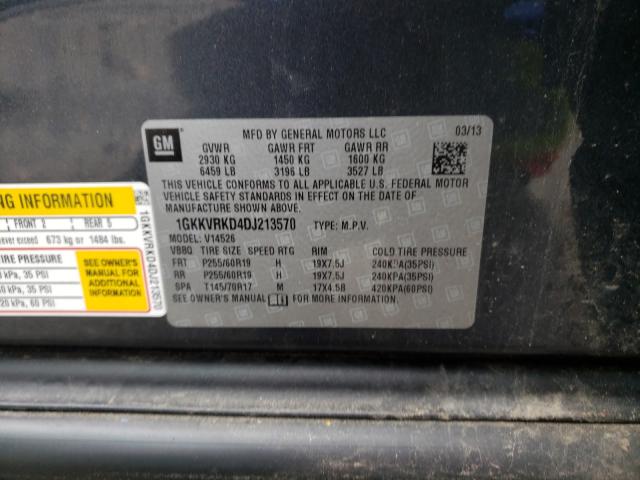 GM
MFD BY GENERAL MOTORS LLC 03/13
GVWR GAWR FRT GAWR RR
2930 KG 1450 KG 1600 KG
6459 LB 3196 LB 3527 LB
THIS VEHICLE CONFORMS TO ALL APPLICABLE U.S. FEDERAL MOTOR
VEHICLE SAFETY STANDARDS IN EFFECT ON THE DATE OF
MANUFACTURE SHOWN ABOVE.
1GKKVRKD4DJ213570 TYPE: M.P.V.
MODEL: V14526
VBBQ TIRE SIZE SPEED RTG RIM COLD TIRE PRESSURE
FRT P255/60R19 H 19X7.5J 240KPA(35PSI)
RR P255/60R19 H 19X7.5J 240KPA(35PSI)
SPA T145/70R17 M 17X4.5B 420KPA(60PSI)
SEE OWNER'S MANUAL FOR MORE INFORMATION.
NG INFORMATION
FRONT 2 REAR 5
never exceed 673 kg or 1484 lbs.
RE SEE OWNER'S
kPa, 35 PSI MANUAL FOR
kPa, 35 PSI ADDITIONAL
20 kPa, 60 PSI INFORMATION
1GKKVRKD4DJ213570